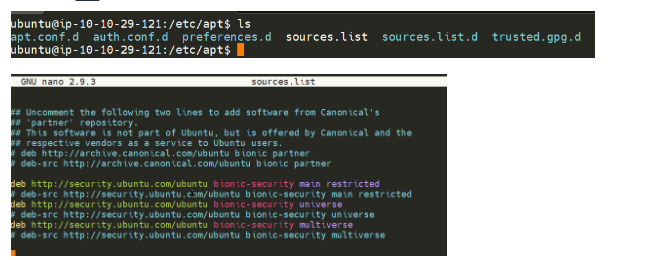 ubuntu@ip-10-10-29-121:/etc/apt$ ls
apt.conf.d auth.conf.d preferences.d sources.list sources.list.d trusted.gpg.d
ubuntu@ip-10-10-29-121:/etc/apt$
GNU nano 2.9.3 sources.list
## Uncomment the following two lines to add software from Canonical's
## 'partner' repository.
## This software is not part of Ubuntu, but is offered by Canonical and the
## respective vendors as a service to Ubuntu users.
# deb http://archive.canonical.com/ubuntu bionic partner
# deb-src http://archive.canonical.com/ubuntu bionic partner
deb http://security.ubuntu.com/ubuntu bionic-security main restricted
# deb-src http://security.ubuntu.com/ubuntu bionic-security main restricted
deb http://security.ubuntu.com/ubuntu bionic-security universe
# deb-src http://security.ubuntu.com/ubuntu bionic-security universe
deb http://security.ubuntu.com/ubuntu bionic-security multiverse
# deb-src http://security.ubuntu.com/ubuntu bionic-security multiverse